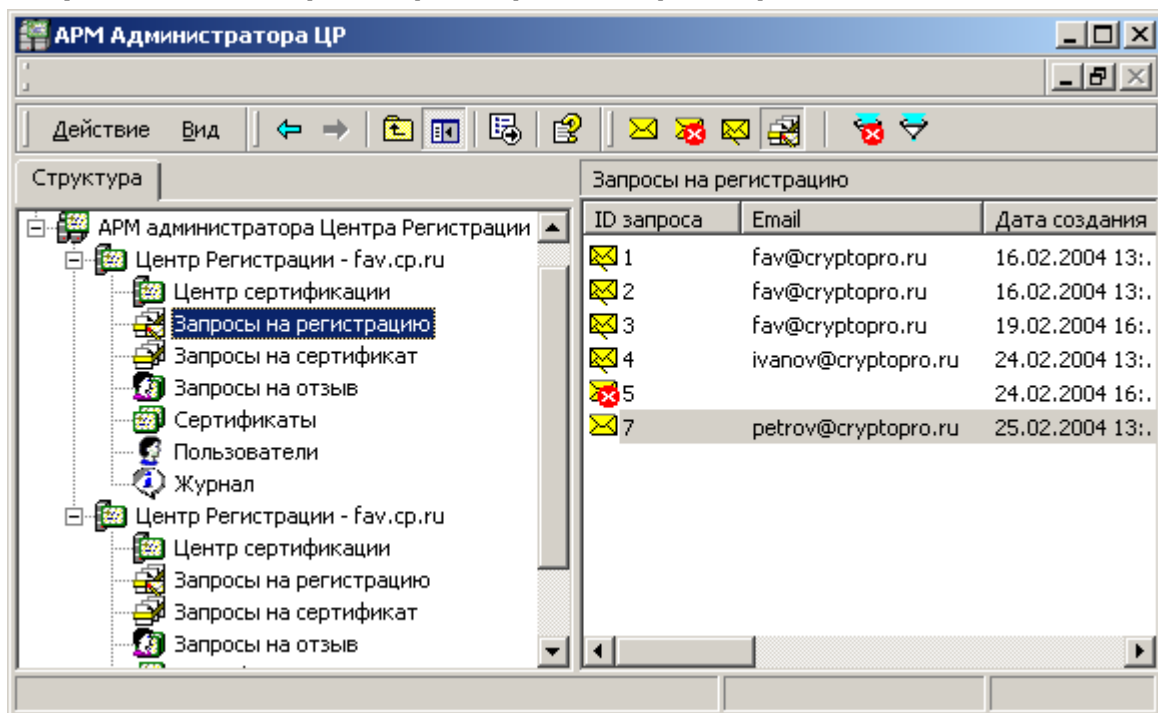 АРМ Администратора ЦР
Действие Вид
Структура
Запросы на регистрацию
АРМ администратора Центра Регистрации
Центр Регистрации - fav.cp.ru
Центр сертификации
Запросы на регистрацию
Запросы на сертификат
Запросы на отзыв
Сертификаты
Пользователи
Журнал
Центр Регистрации - fav.cp.ru
Центр сертификации
Запросы на регистрацию
Запросы на сертификат
Запросы на отзыв
ID запроса Email Дата создания
1 fav@cryptopro.ru 16.02.2004 13:.
2 fav@cryptopro.ru 16.02.2004 13:.
3 fav@cryptopro.ru 19.02.2004 16:.
4 ivanov@cryptopro.ru 24.02.2004 13:.
5 24.02.2004 16:.
7 petrov@cryptopro.ru 25.02.2004 13:.